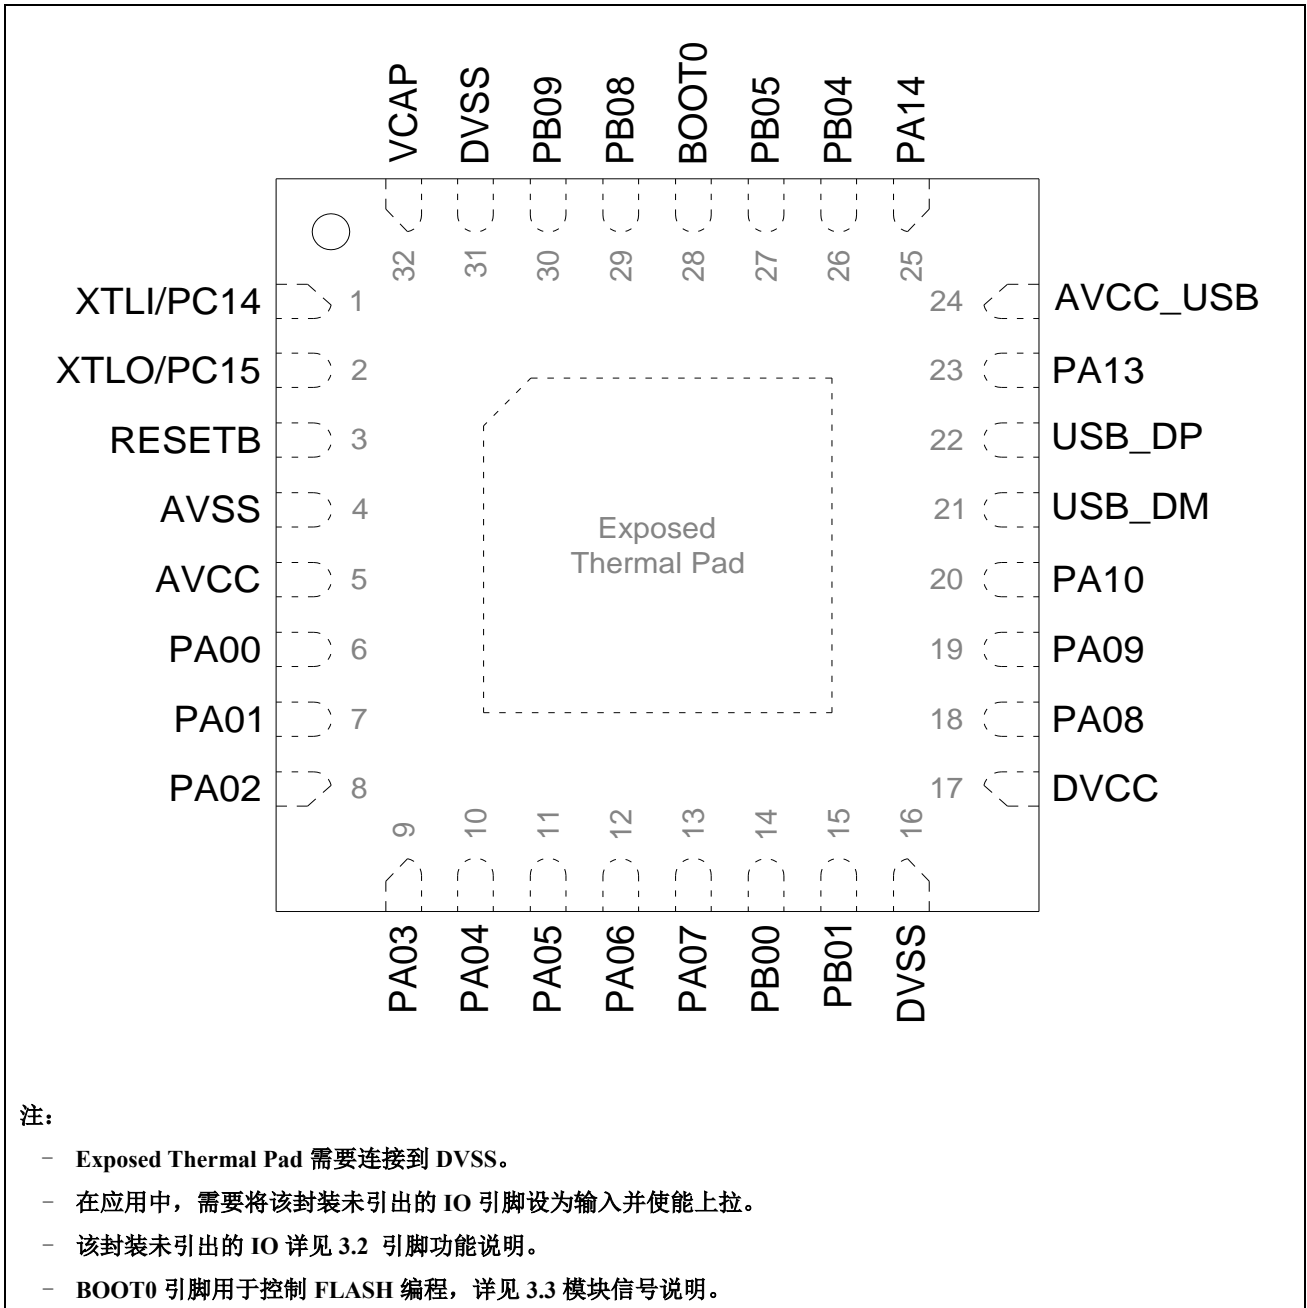 VCAP
DVSS
PB09
PB08
BOOT0
PB05
PB04
PA14
32
31
30
29
28
27
26
25
XTLI/PC14 1
XTLO/PC15 2
RESETB 3
AVSS 4
AVCC 5
PA00 6
PA01 7
PA02 8
Exposed
Thermal Pad
24 AVCC_USB
23 PA13
22 USB_DP
21 USB_DM
20 PA10
19 PA09
18 PA08
17 DVCC
9
10
11
12
13
14
15
16
PA03
PA04
PA05
PA06
PA07
PB00
PB01
DVSS
注：
－ Exposed Thermal Pad 需要连接到 DVSS。
－ 在应用中，需要将该封装未引出的 IO 引脚设为输入并使能上拉。
－ 该封装未引出的 IO 详见 3.2 引脚功能说明。
－ BOOT0 引脚用于控制 FLASH 编程，详见 3.3 模块信号说明。